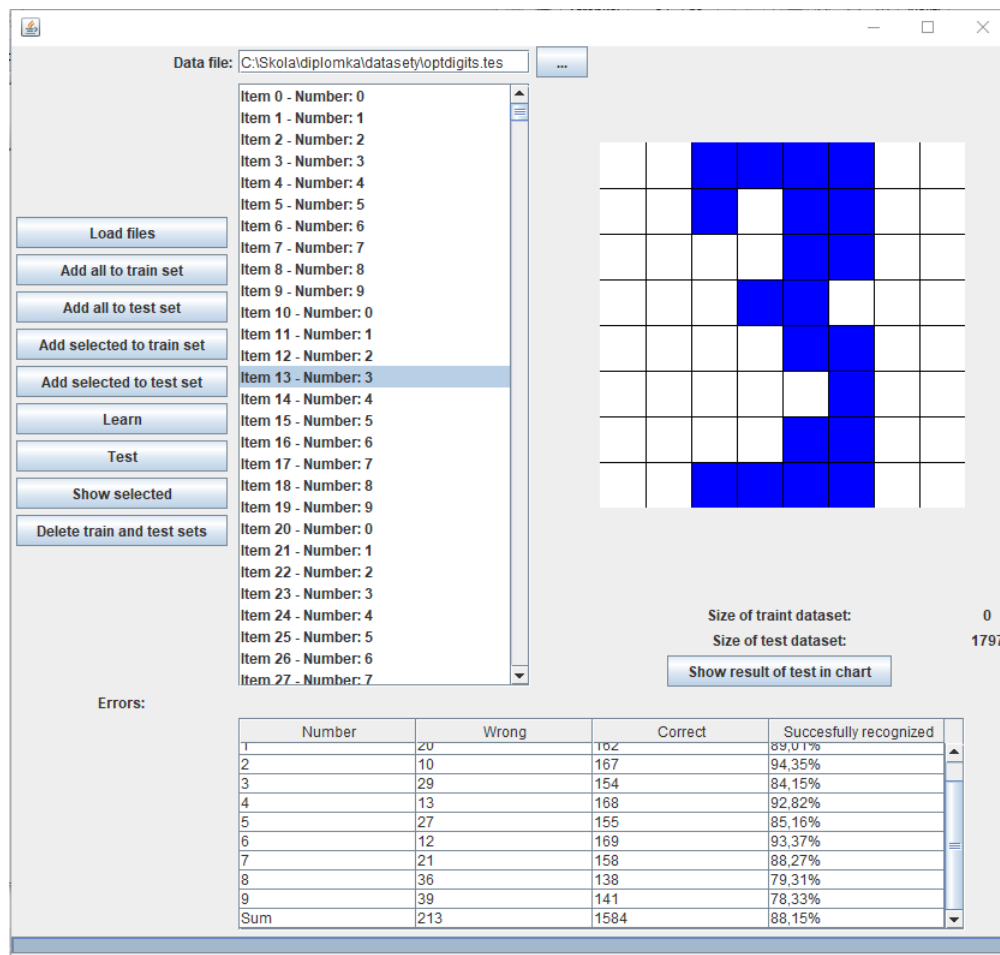 Data file: C:\Skola\diplomka\datasety\optdigits.tes ...
Item 0 - Number: 0
Item 1 - Number: 1
Item 2 - Number: 2
Item 3 - Number: 3
Item 4 - Number: 4
Item 5 - Number: 5
Item 6 - Number: 6
Item 7 - Number: 7
Item 8 - Number: 8
Item 9 - Number: 9
Item 10 - Number: 0
Item 11 - Number: 1
Item 12 - Number: 2
Item 13 - Number: 3
Item 14 - Number: 4
Item 15 - Number: 5
Item 16 - Number: 6
Item 17 - Number: 7
Item 18 - Number: 8
Item 19 - Number: 9
Item 20 - Number: 0
Item 21 - Number: 1
Item 22 - Number: 2
Item 23 - Number: 3
Item 24 - Number: 4
Item 25 - Number: 5
Item 26 - Number: 6
Item 27 - Number: 7
Load files
Add all to train set
Add all to test set
Add selected to train set
Add selected to test set
Learn
Test
Show selected
Delete train and test sets
Size of traint dataset: 0
Size of test dataset: 1797
Show result of test in chart
Errors:
Number Wrong Correct Succesfully recognized
1 20 162 89,01%
2 10 167 94,35%
3 29 154 84,15%
4 13 168 92,82%
5 27 155 85,16%
6 12 169 93,37%
7 21 158 88,27%
8 36 138 79,31%
9 39 141 78,33%
Sum 213 1584 88,15%